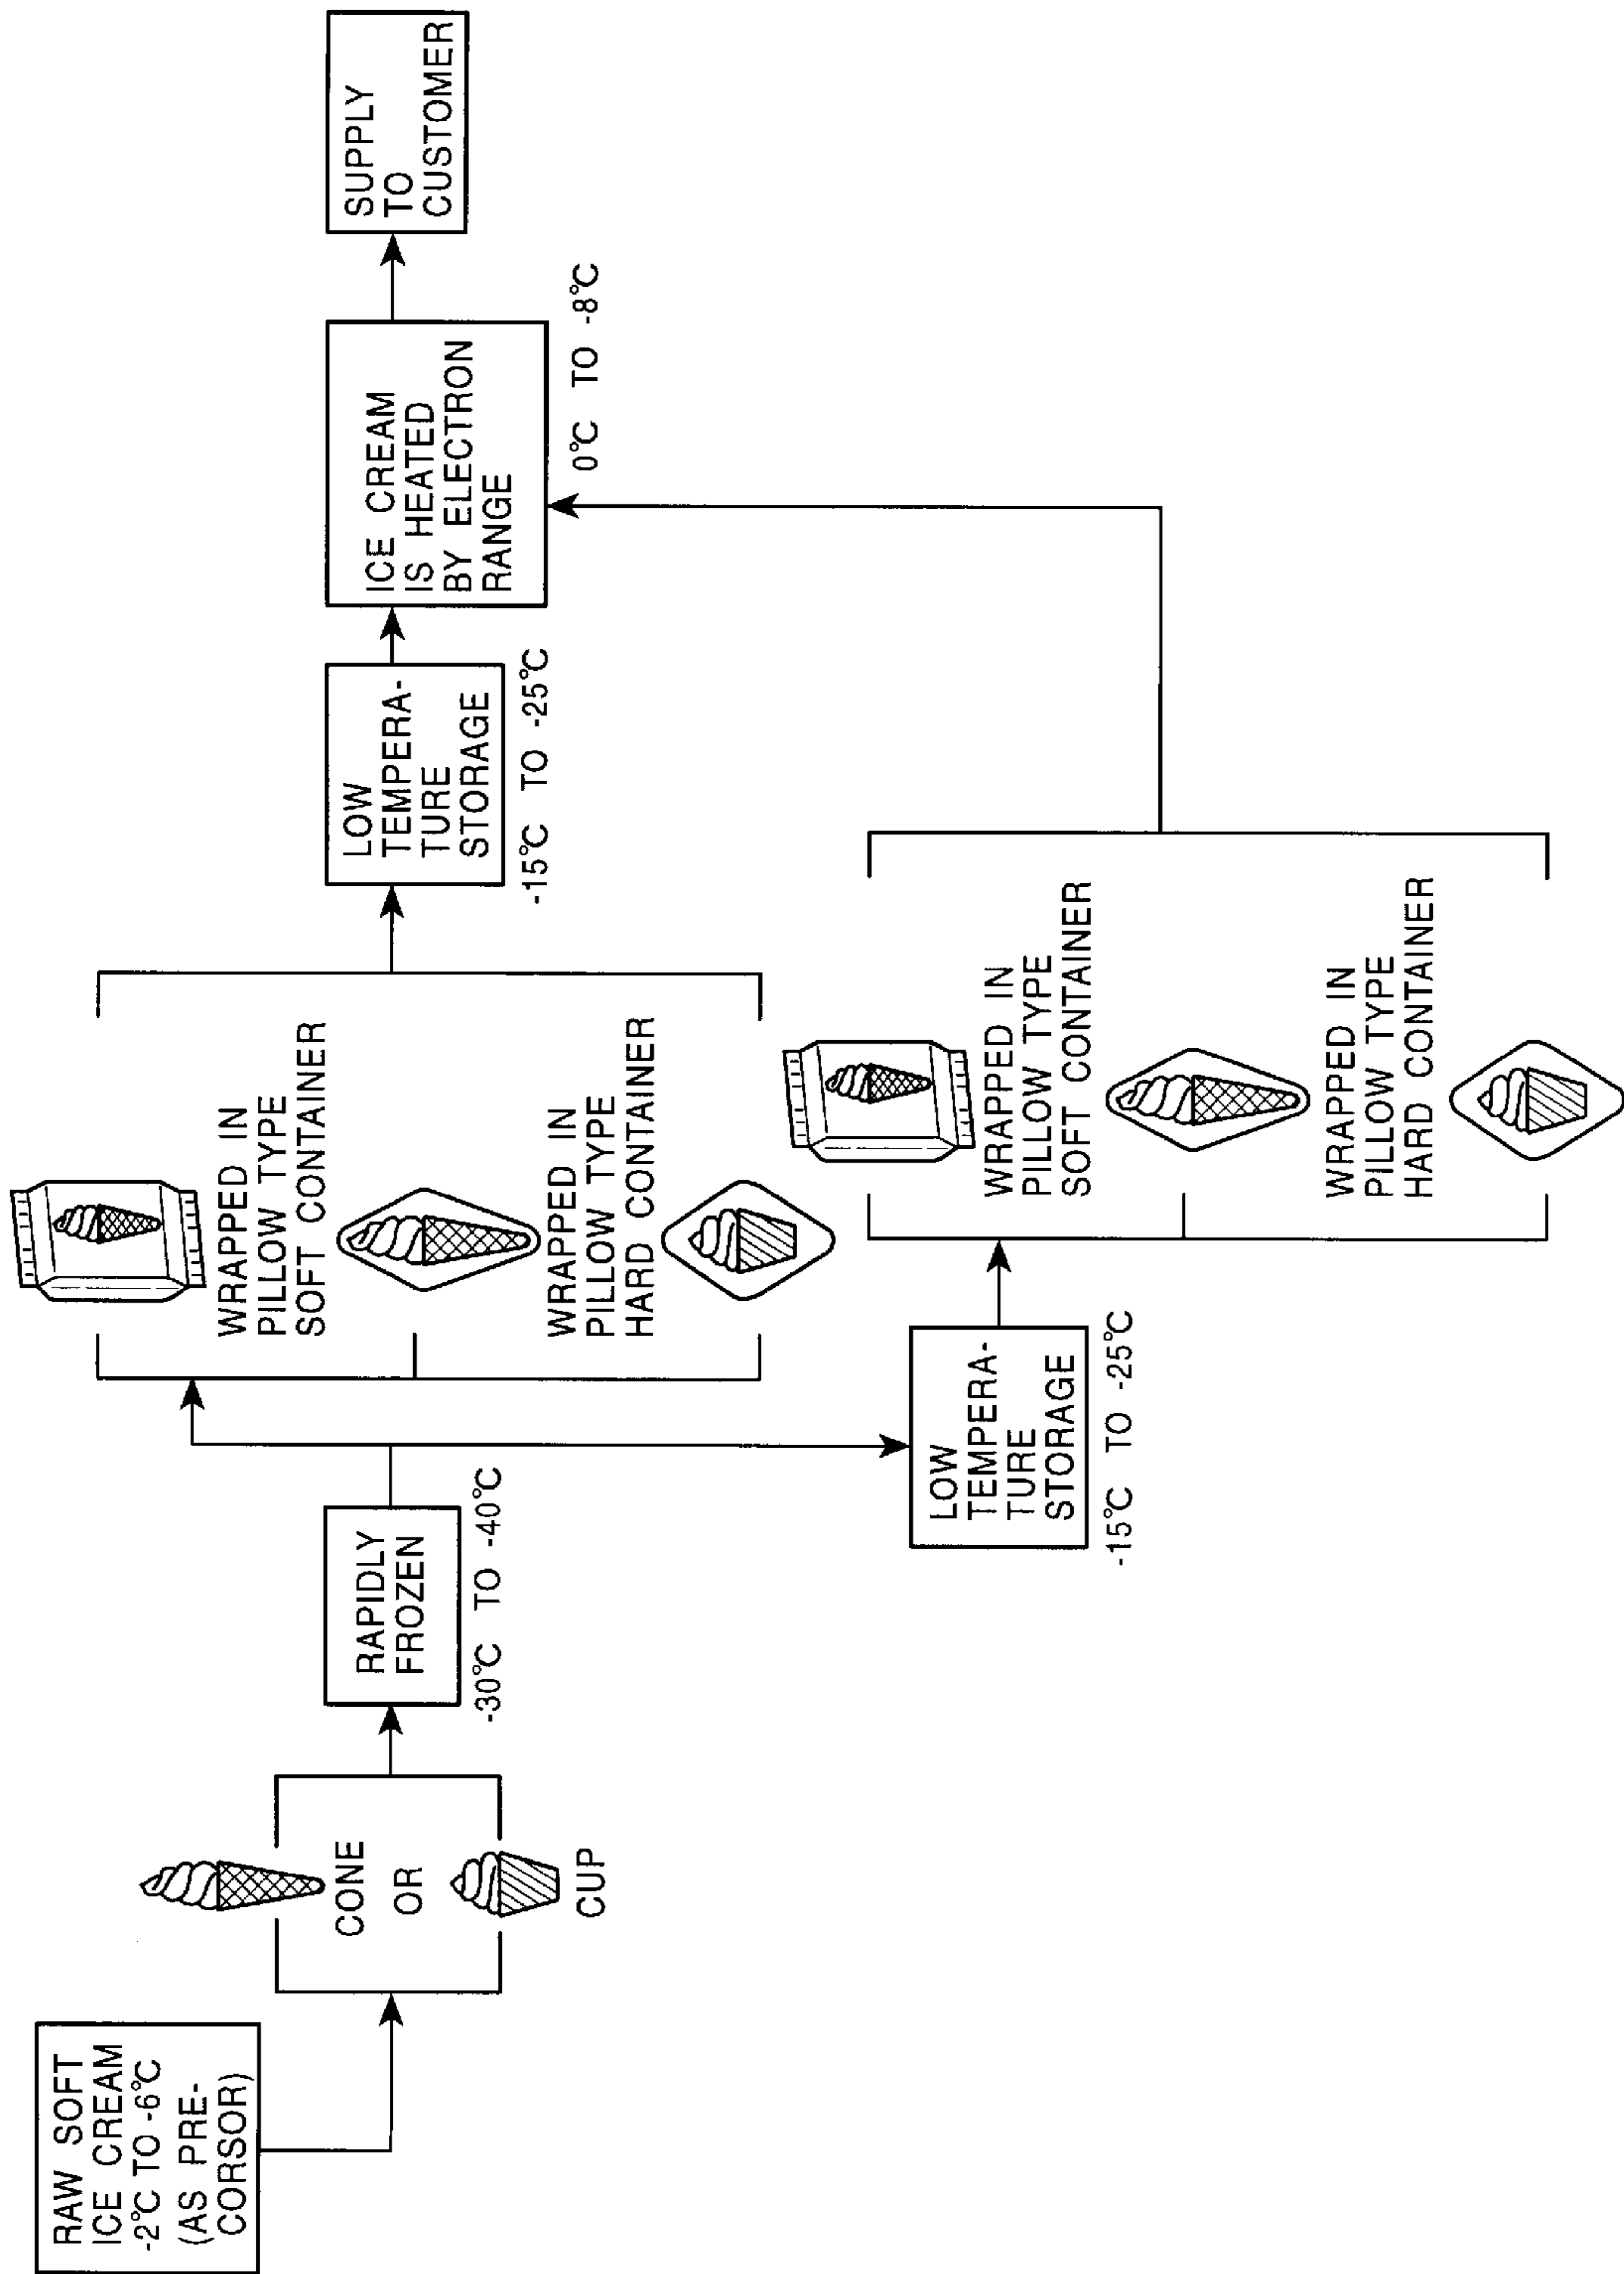 RAW SOFT
ICE CREAM
-2°C TO -6°C
(AS PRE-
CORSOR)
CONE
OR
CUP
RAPIDLY
FROZEN
-30°C TO -40°C
WRAPPED IN
PILLOW TYPE
SOFT CONTAINER
WRAPPED IN
PILLOW TYPE
HARD CONTAINER
LOW
TEMPERA-
TURE
STORAGE
-15°C TO -25°C
LOW
TEMPERA-
TURE
STORAGE
-15°C TO -25°C
WRAPPED IN
PILLOW TYPE
SOFT CONTAINER
WRAPPED IN
PILLOW TYPE
HARD CONTAINER
ICE CREAM
IS HEATED
BY ELECTRON
RANGE
0°C TO -8°C
SUPPLY
TO
CUSTOMER